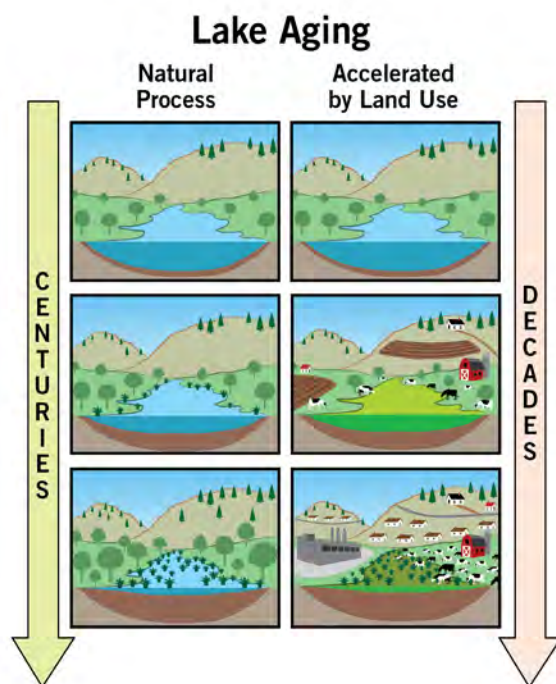 Lake Aging
Natural
Process
Accelerated
by Land Use
CENTURIES
DECADES